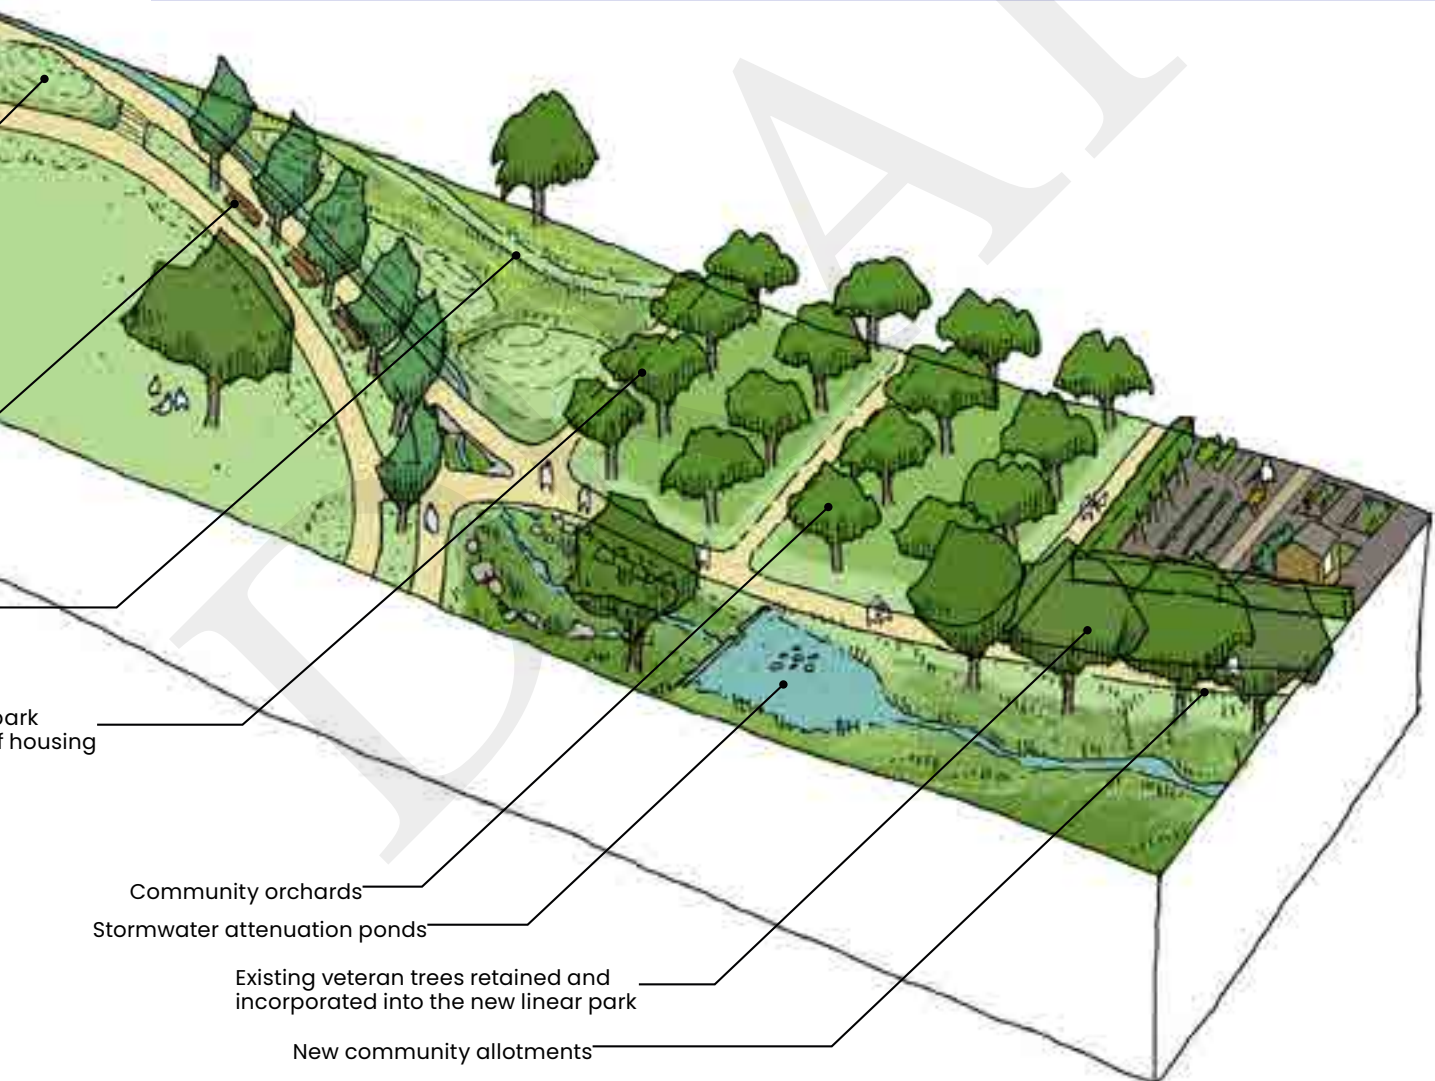 park
f housing
Community orchards
Stormwater attenuation ponds
Existing veteran trees retained and
incorporated into the new linear park
New community allotments